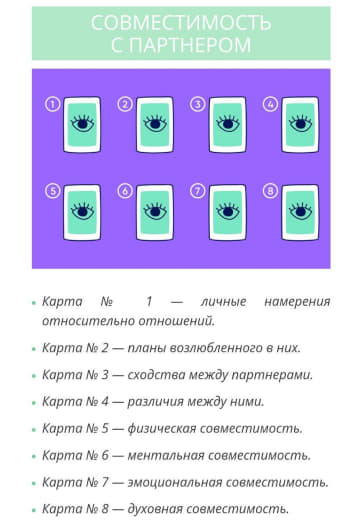 СОВМЕСТИМОСТЬ
С ПАРТНЕРОМ
1 2 3 4
5 6 7 8
Карта № 1 — личные намерения
относительно отношений.
Карта № 2 — планы возлюбленного в них.
Карта № 3 — сходства между партнерами.
Карта № 4 — различия между ними.
Карта № 5 — физическая совместимость.
Карта № 6 — ментальная совместимость.
Карта № 7 — эмоциональная совместимость.
Карта № 8 — духовная совместимость.